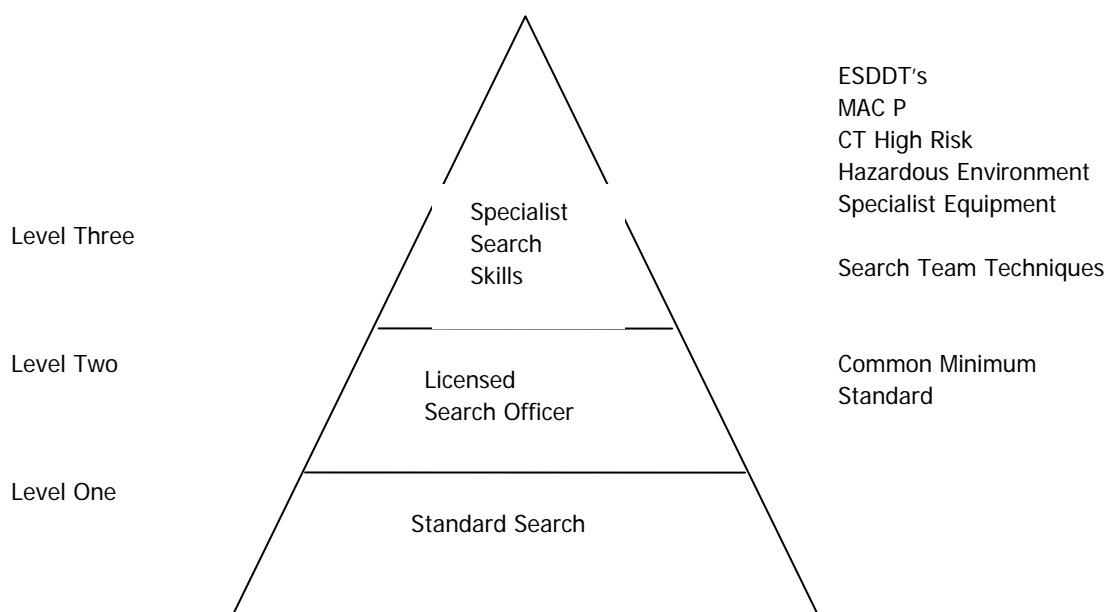 ESDDT's
MAC P
CT High Risk
Hazardous Environment
Specialist Equipment
Level Three
Specialist
Search
Skills
Search Team Techniques
Level Two
Licensed
Search Officer
Common Minimum
Standard
Level One
Standard Search